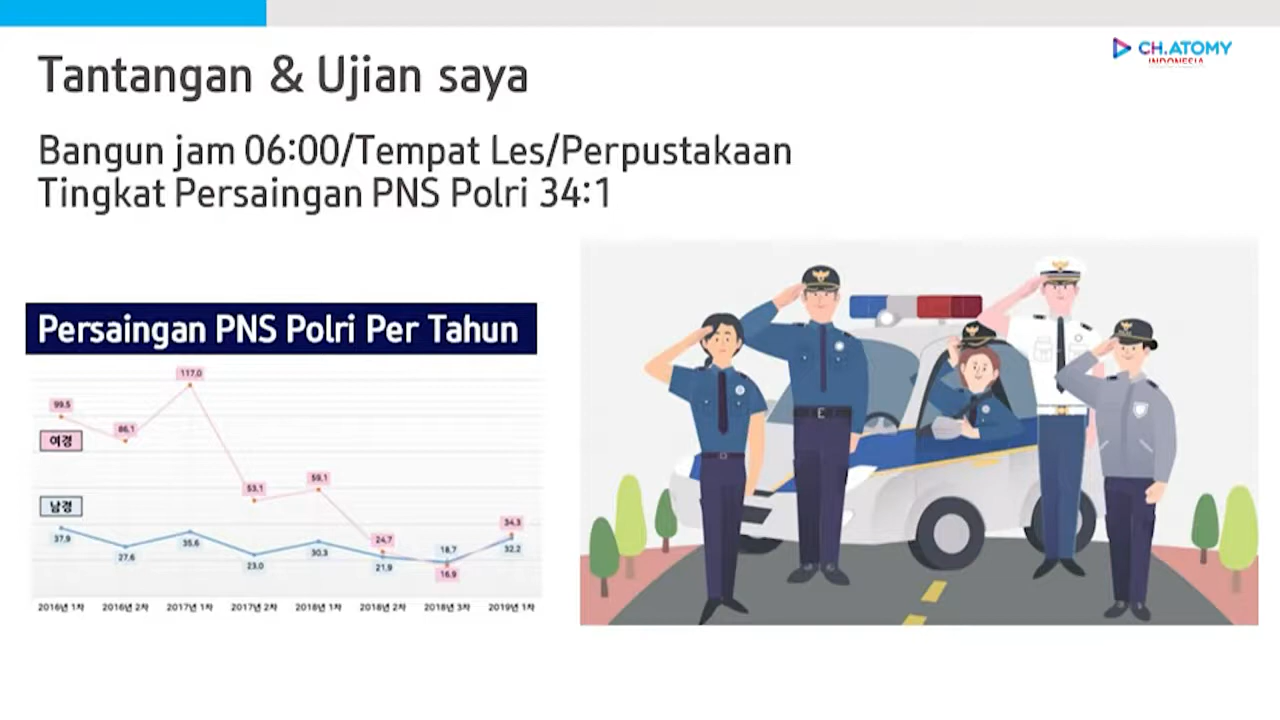 CH.ATOMY
INDONESIA
Tantangan & Ujian saya
Bangun jam 06:00/Tempat Les/Perpustakaan
Tingkat Persaingan PNS Polri 34:1
Persaingan PNS Polri Per Tahun
117.0
99.5
86.1
여경
53.1
59.1
남경
37.9
27.6
35.6
23.0
30.3
24.7
21.9
18.7
16.9
34.3
32.2
2016년 1차 2016년 2차 2017년 1차 2017년 2차 2018년 1차 2018년 2차 2018년 3차 2019년 1차